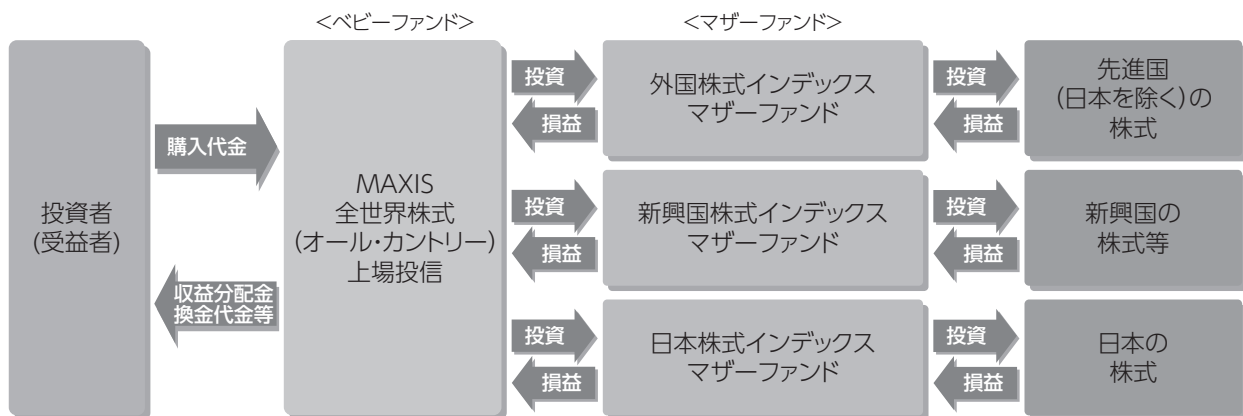 <ベビーファンド>
<マザーファンド>
投資者
(受益者)
購入代金
収益分配金
換金代金等
MAXIS
全世界株式
(オール・カントリー)
上場投信
投資
損益
外国株式インデックス
マザーファンド
投資
損益
先進国
(日本を除く)の
株式
投資
損益
新興国株式インデックス
マザーファンド
投資
損益
新興国の
株式等
投資
損益
日本株式インデックス
マザーファンド
投資
損益
日本の
株式